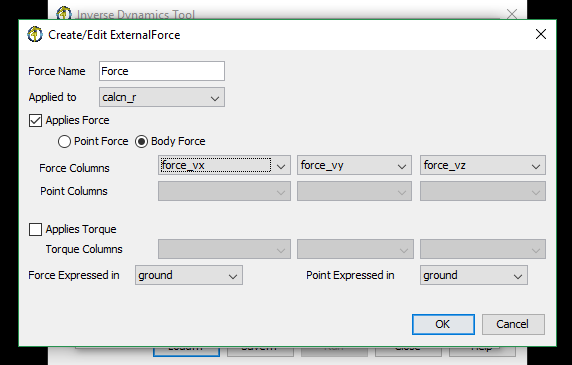 Inverse Dynamics Tool
Create/Edit ExternalForce
Force Name Force
Applied to calcn_r
Applies Force
Point Force Body Force
Force Columns force_vx force_vy force_vz
Point Columns
Applies Torque
Torque Columns
Force Expressed in ground Point Expressed in ground
OK Cancel